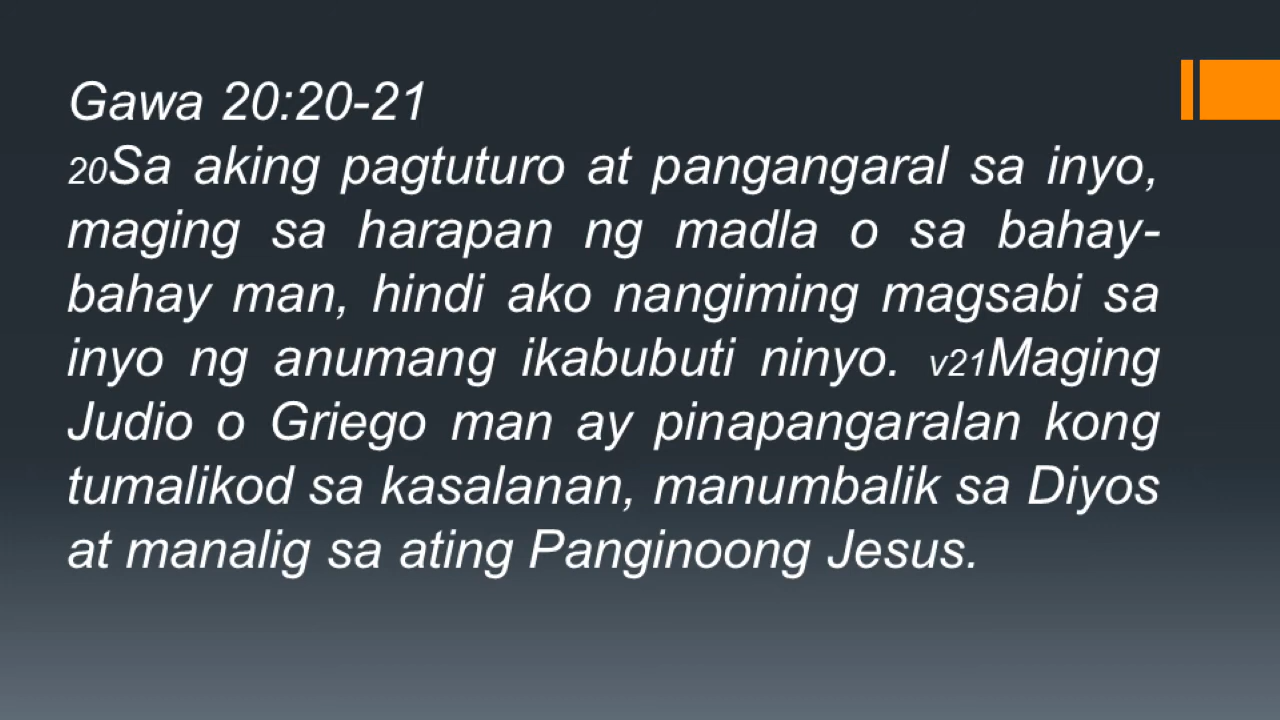 Gawa 20:20-21
20Sa aking pagtuturo at pangangaral sa inyo,
maging sa harapan ng madla o sa bahay-
bahay man, hindi ako nangiming magsabi sa
inyo ng anumang ikabubuti ninyo. v21Maging
Judio o Griego man ay pinapangaralan kong
tumalikod sa kasalanan, manumbalik sa Diyos
at manalig sa ating Panginoong Jesus.